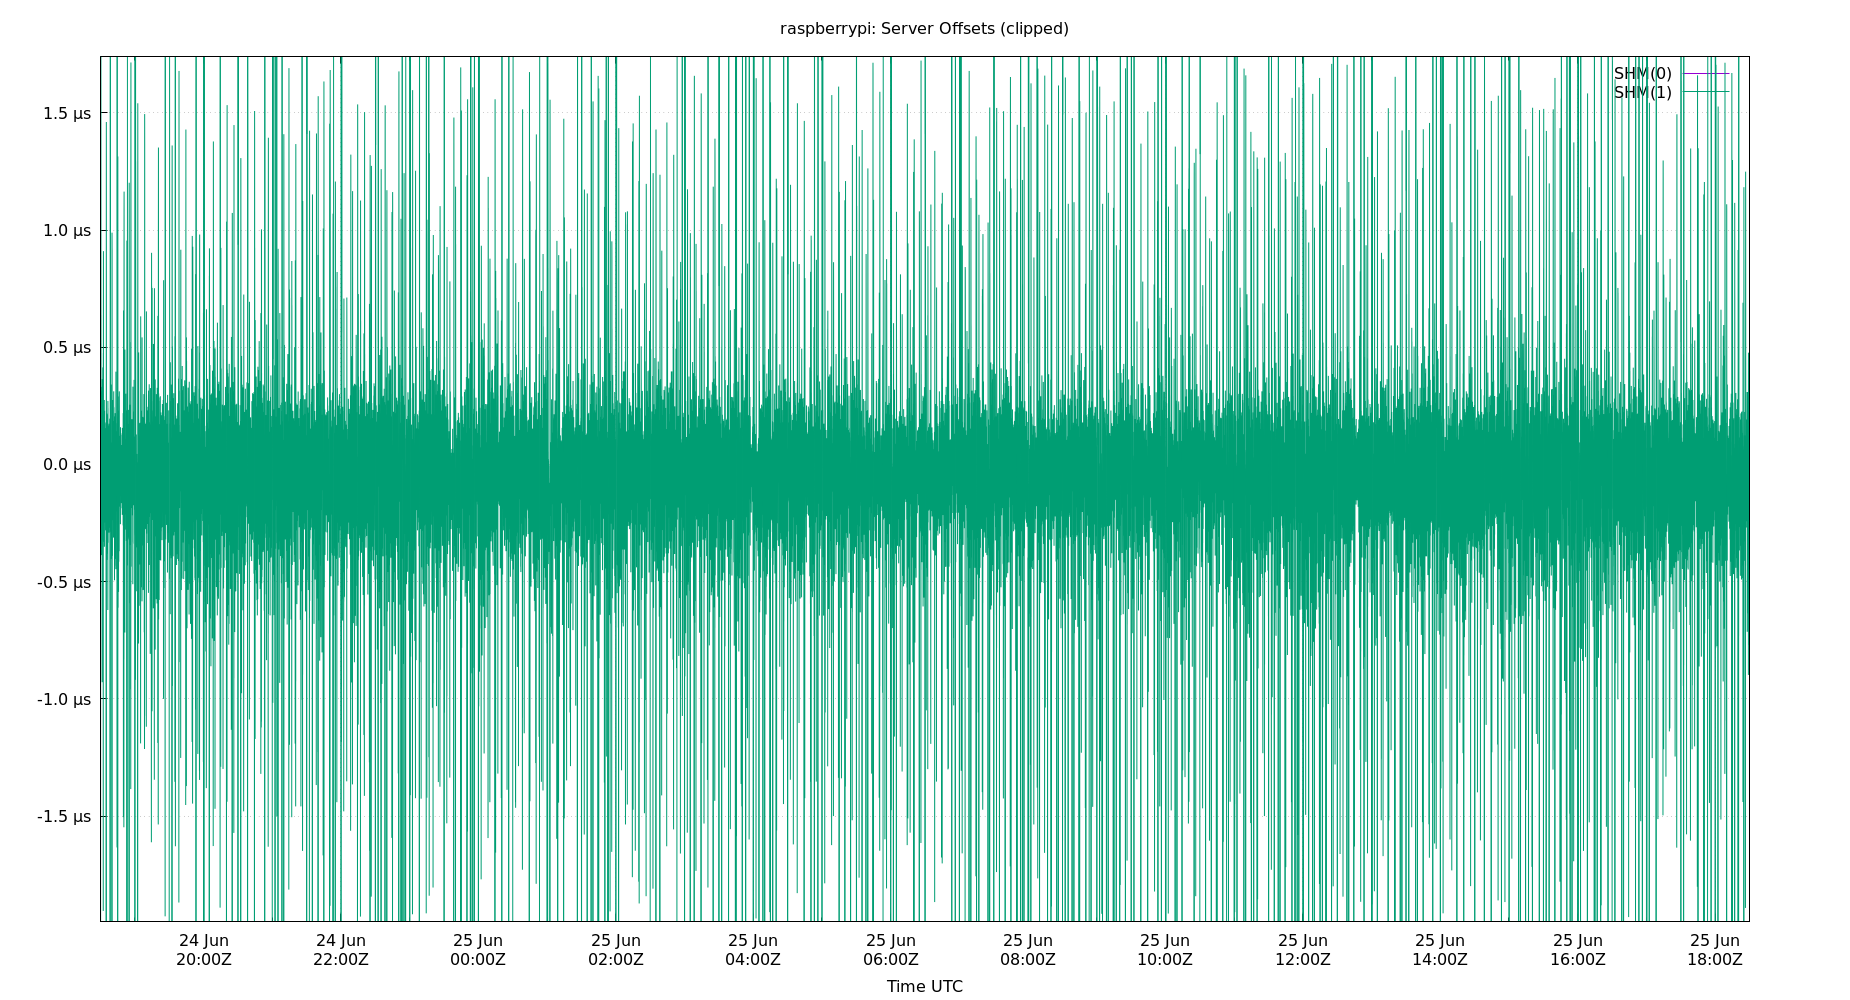 raspberrypi: Server Offsets (clipped)
SHM(0)
SHM(1)
1.5 µs
1.0 µs
0.5 µs
0.0 µs
-0.5 µs
-1.0 µs
-1.5 µs
24 Jun 24 Jun 25 Jun 25 Jun 25 Jun 25 Jun 25 Jun 25 Jun 25 Jun 25 Jun 25 Jun 25 Jun
20:00Z 22:00Z 00:00Z 02:00Z 04:00Z 06:00Z 08:00Z 10:00Z 12:00Z 14:00Z 16:00Z 18:00Z
Time UTC